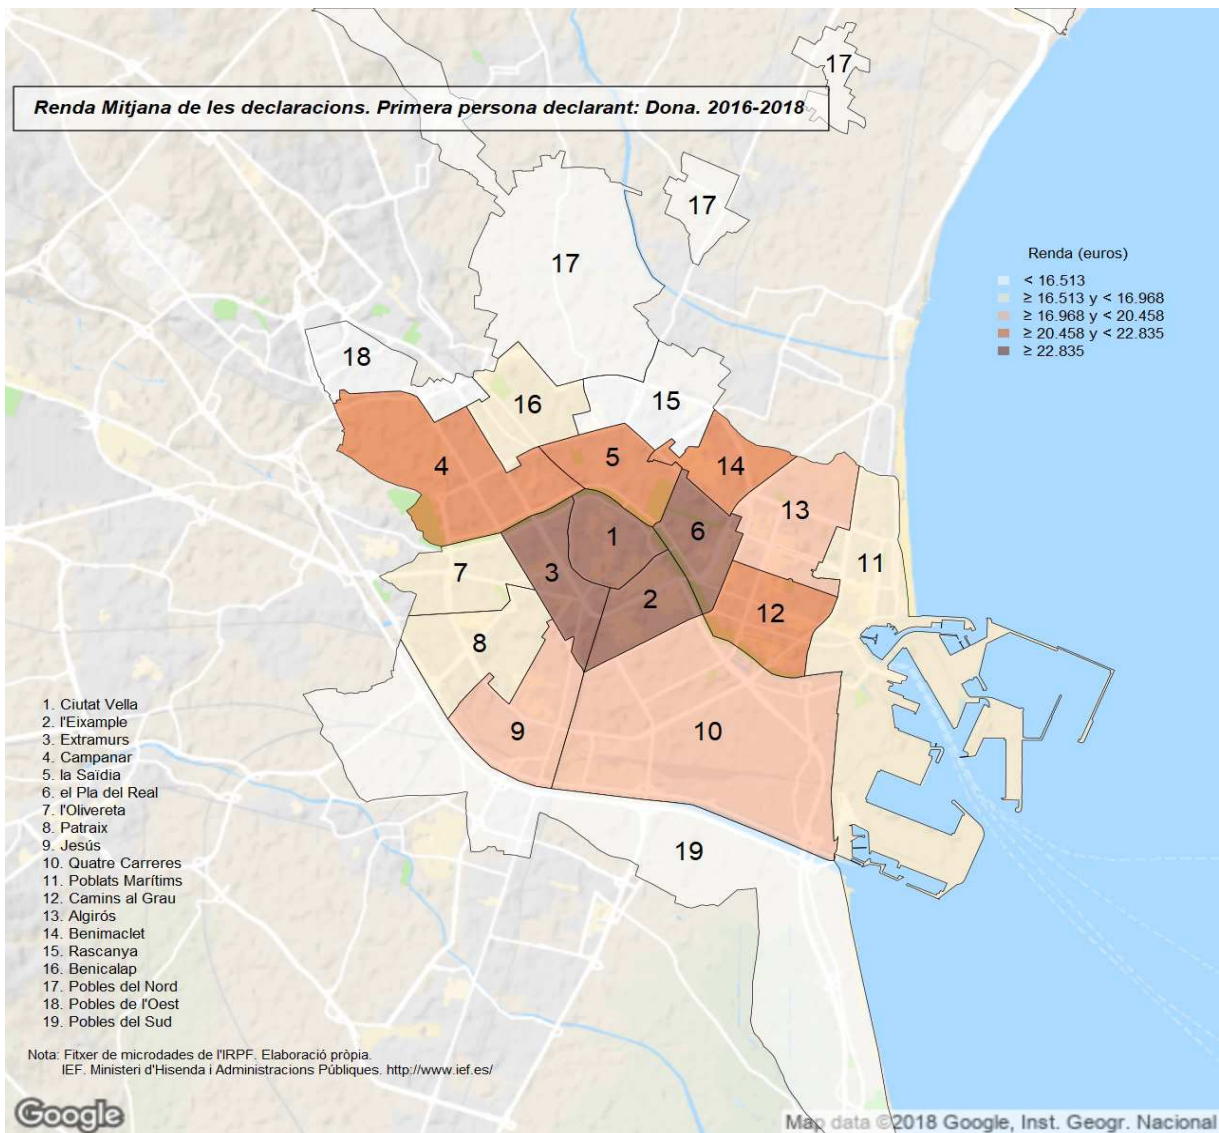 17
Renda Mitjana de les declaracions. Primera persona declarant: Dona. 2016-2018
17
17
Renda (euros)
< 16.513
≥ 16.513 y < 16.968
≥ 16.968 y < 20.458
≥ 20.458 y < 22.835
≥ 22.835
18
16
15
4
5
14
13
1
6
11
7
3
2
12
8
9
10
19
1. Ciutat Vella
2. l'Eixample
3. Extramurs
4. Campanar
5. la Saïdia
6. el Pla del Real
7. l'Olivereta
8. Patraix
9. Jesús
10. Quatre Carreres
11. Poblats Marítims
12. Camins al Grau
13. Algirós
14. Benimaclet
15. Rascanya
16. Benicalap
17. Pobles del Nord
18. Pobles de l'Oest
19. Pobles del Sud
Nota: Fitxer de microdades de l'IRPF. Elaboració pròpia.
IEF. Ministeri d'Hisenda i Administracions Públiques. http://www.ief.es/
Google
Map data ©2018 Google, Inst. Geogr. Nacional